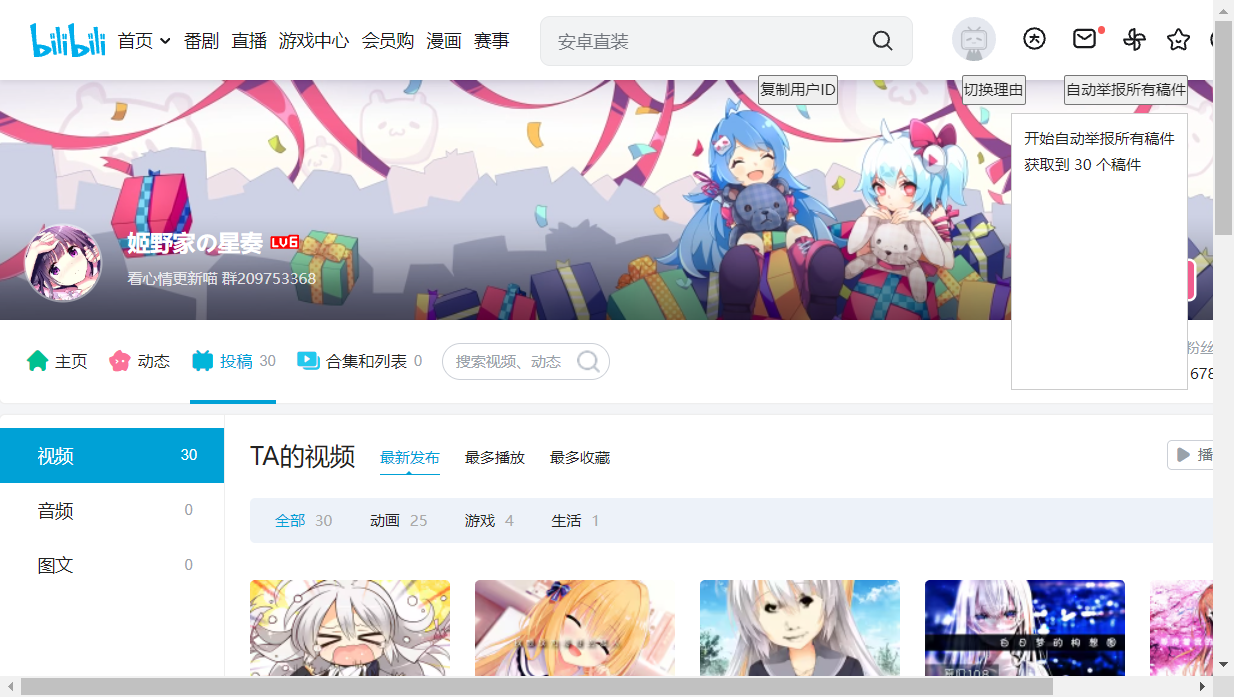 bilibili 首页 番剧 直播 游戏中心 会员购 漫画 赛事 安卓直装
复制用户ID 切换理由 自动举报所有稿件
开始自动举报所有稿件
获取到 30 个稿件
姬野家の星奏 LV6
看心情更新喵 群209753368
主页 动态 投稿 30 合集和列表 0 搜索视频、动态 粉丝
678
视频 30
音频 0
图文 0
TA的视频 最新发布 最多播放 最多收藏 播
全部 30 动画 25 游戏 4 生活 1
白日梦的构想图